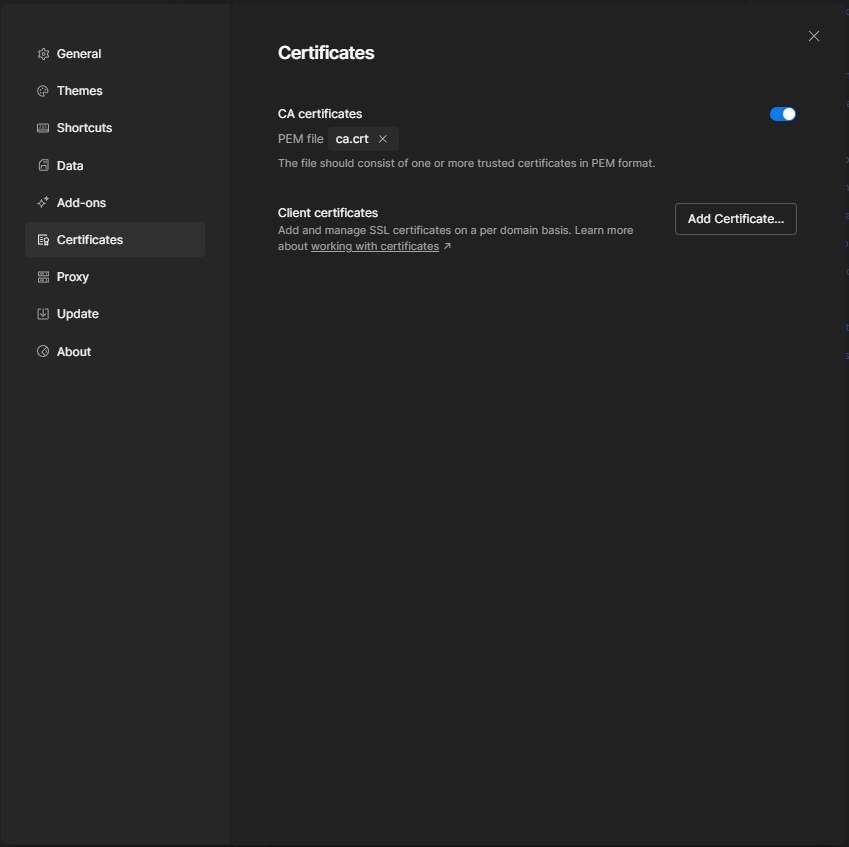 General
Themes
Shortcuts
Data
Add-ons
Certificates
Proxy
Update
About
Certificates
CA certificates
PEM file ca.crt
The file should consist of one or more trusted certificates in PEM format.
Client certificates
Add and manage SSL certificates on a per domain basis. Learn more
about working with certificates ↗
Add Certificate...